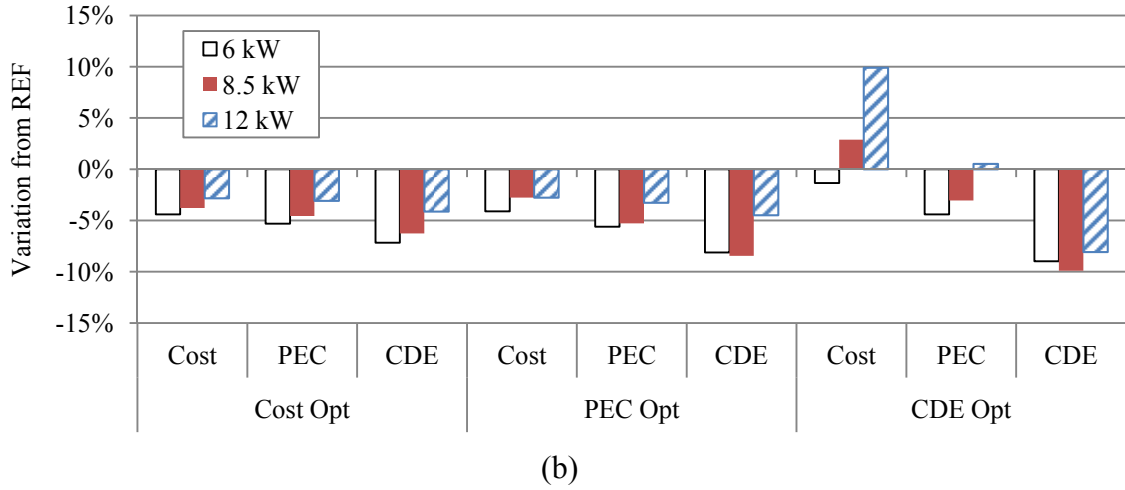 Variation from REF
15%
10%
5%
0%
-5%
-10%
-15%
6 kW
8.5 kW
12 kW
Cost PEC CDE Cost PEC CDE Cost PEC CDE
Cost Opt PEC Opt CDE Opt
(b)